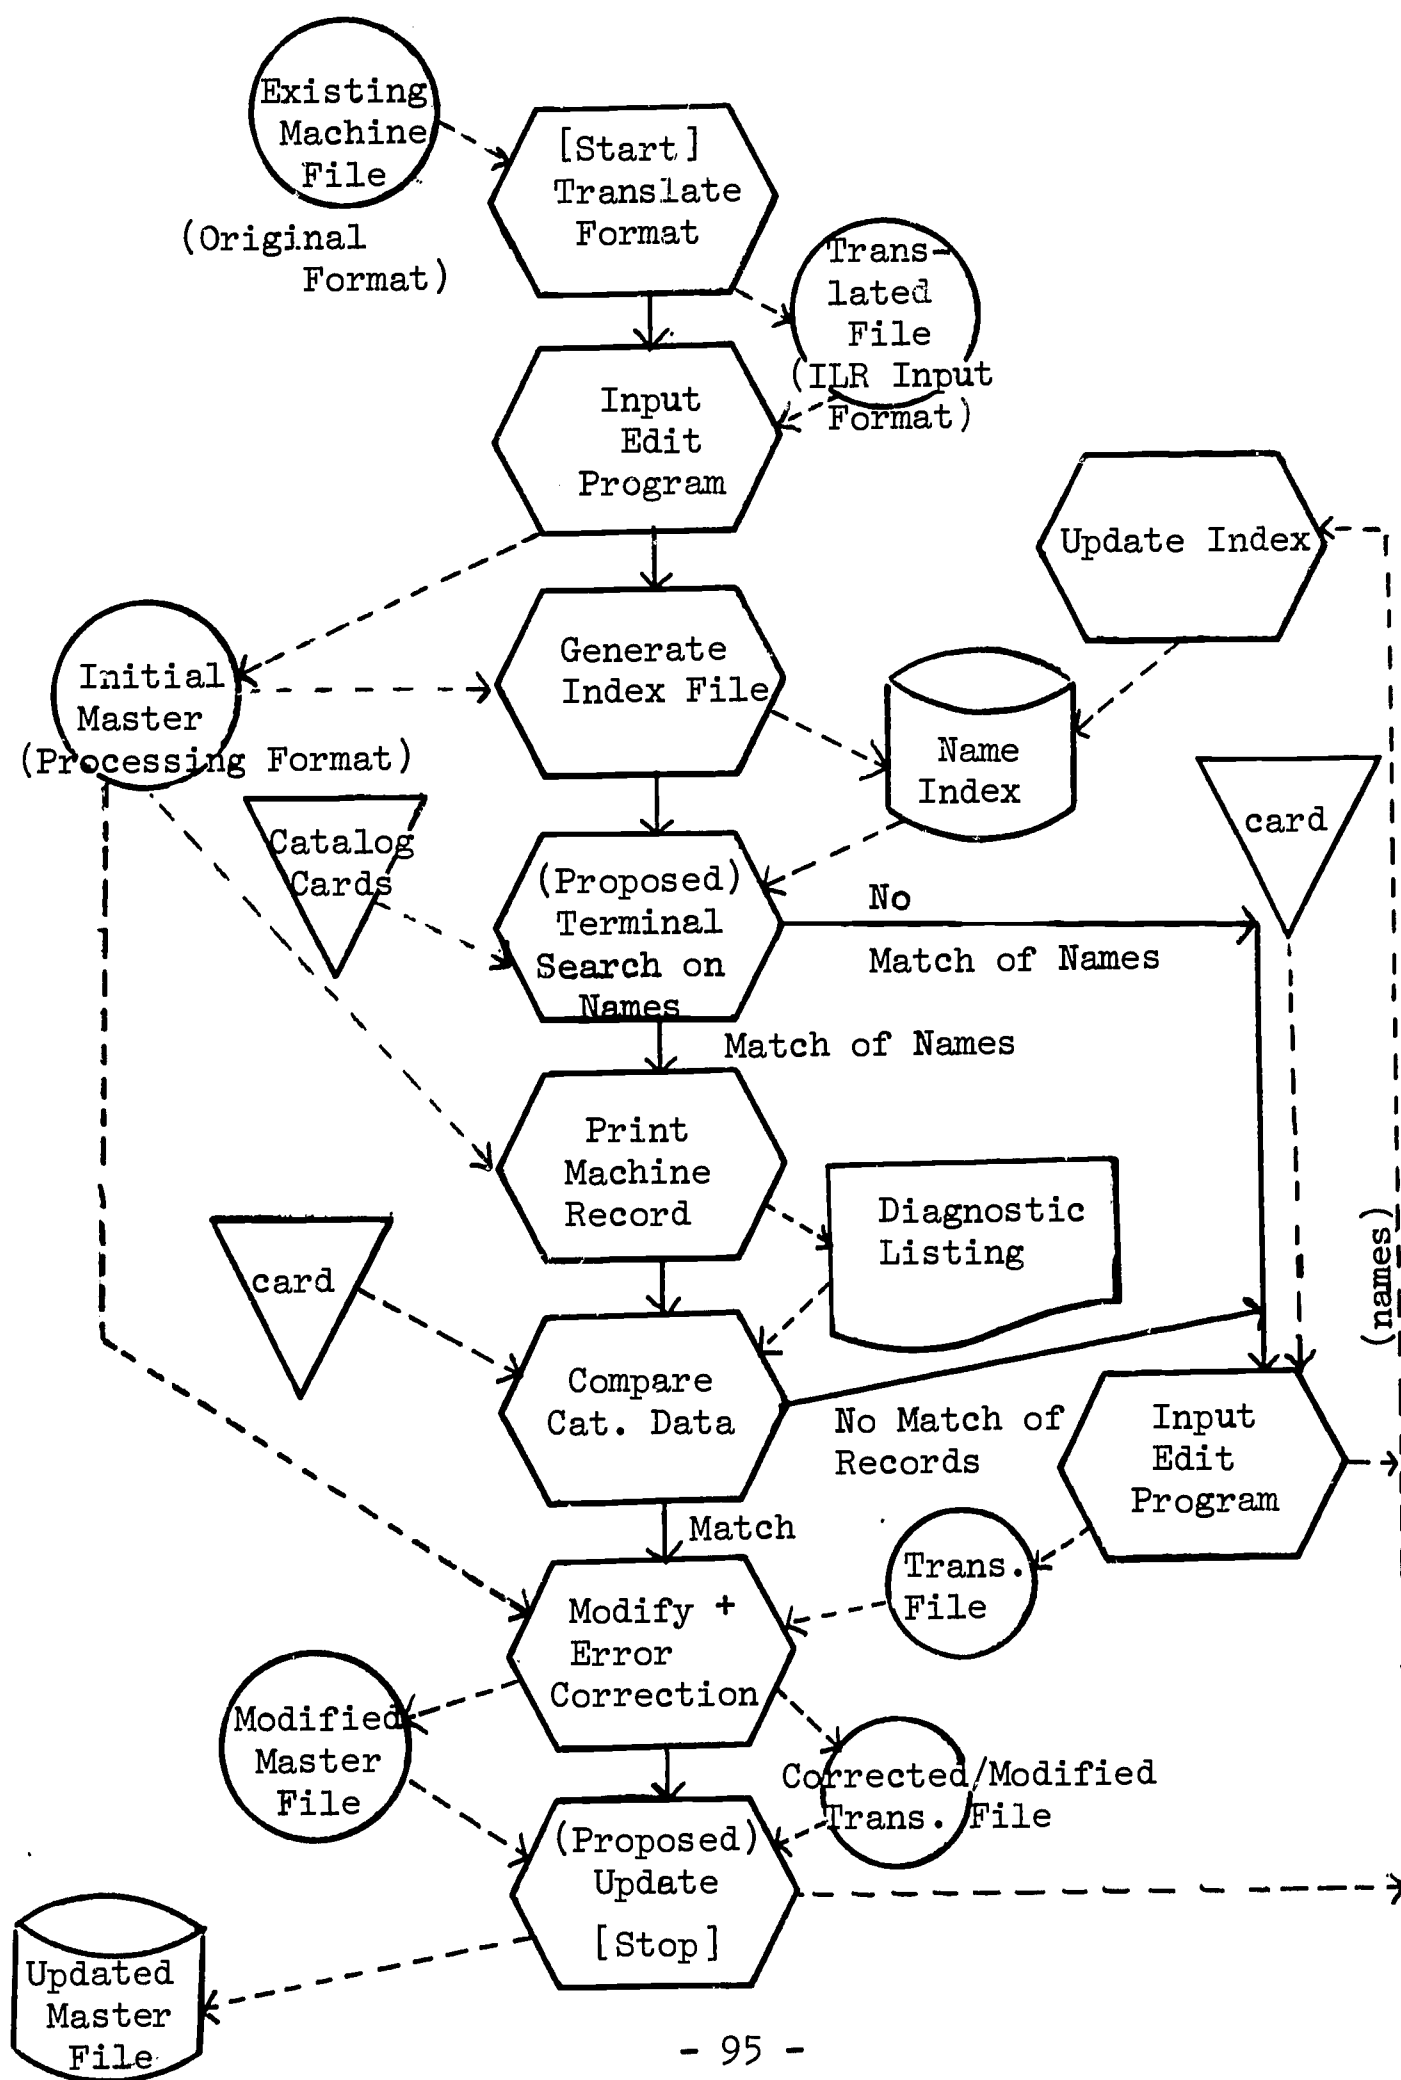 Existing
Machine
File
(Original
Format)
[Start]
Translate
Format
Trans-
lated
File
(ILR Input
Format)
Input
Edit
Program
Update Index
Generate
Index File
Initial
Master
(Processing Format)
Name
Index
card
Catalog
Cards
(Proposed)
Terminal
Search on
Names
No
Match of Names
Match of Names
Print
Machine
Record
Diagnostic
Listing
(names)
card
Compare
Cat. Data
No Match of
Records
Input
Edit
Program
Match
Trans.
File
Modify +
Error
Correction
Modified
Master
File
Corrected/Modified
Trans. File
(Proposed)
Update
[Stop]
Updated
Master
File
- 95 -